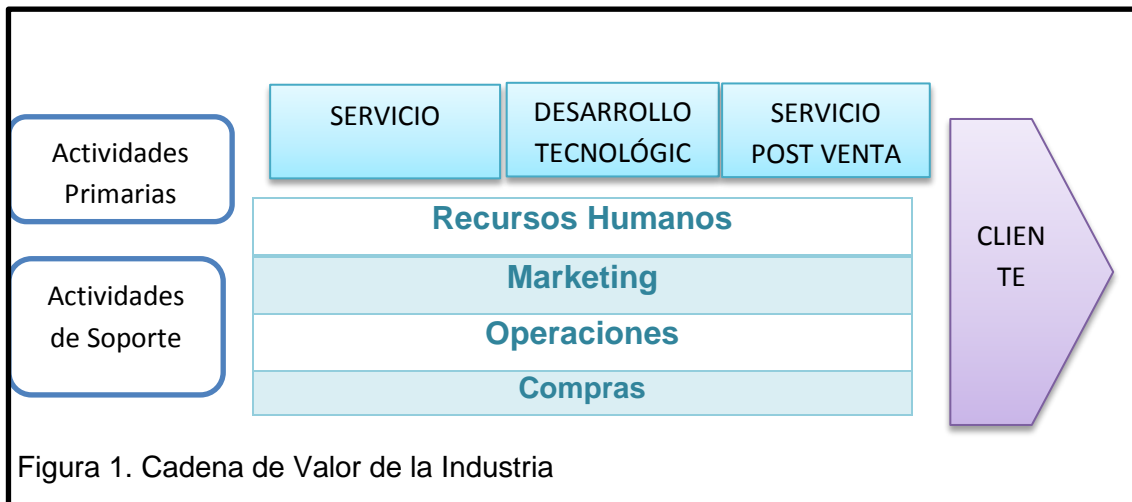 Actividades
Primarias
SERVICIO
DESARROLLO
TECNOLÓGIC
SERVICIO
POST VENTA
Actividades
de Soporte
Recursos Humanos
Marketing
Operaciones
Compras
CLIEN
TE
Figura 1. Cadena de Valor de la Industria